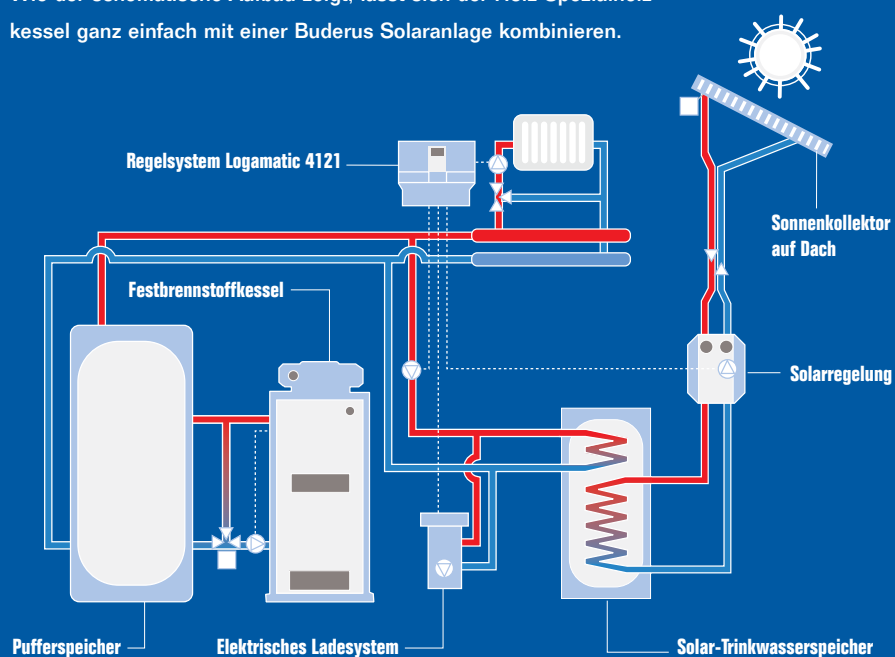 kessel ganz einfach mit einer Buderus Solaranlage kombinieren.
Regelsystem Logamatic 4121
Sonnenkollektor
auf Dach
Festbrennstoffkessel
Solarregelung
Pufferspeicher
Elektrisches Ladesystem
Solar-Trinkwasserspeicher